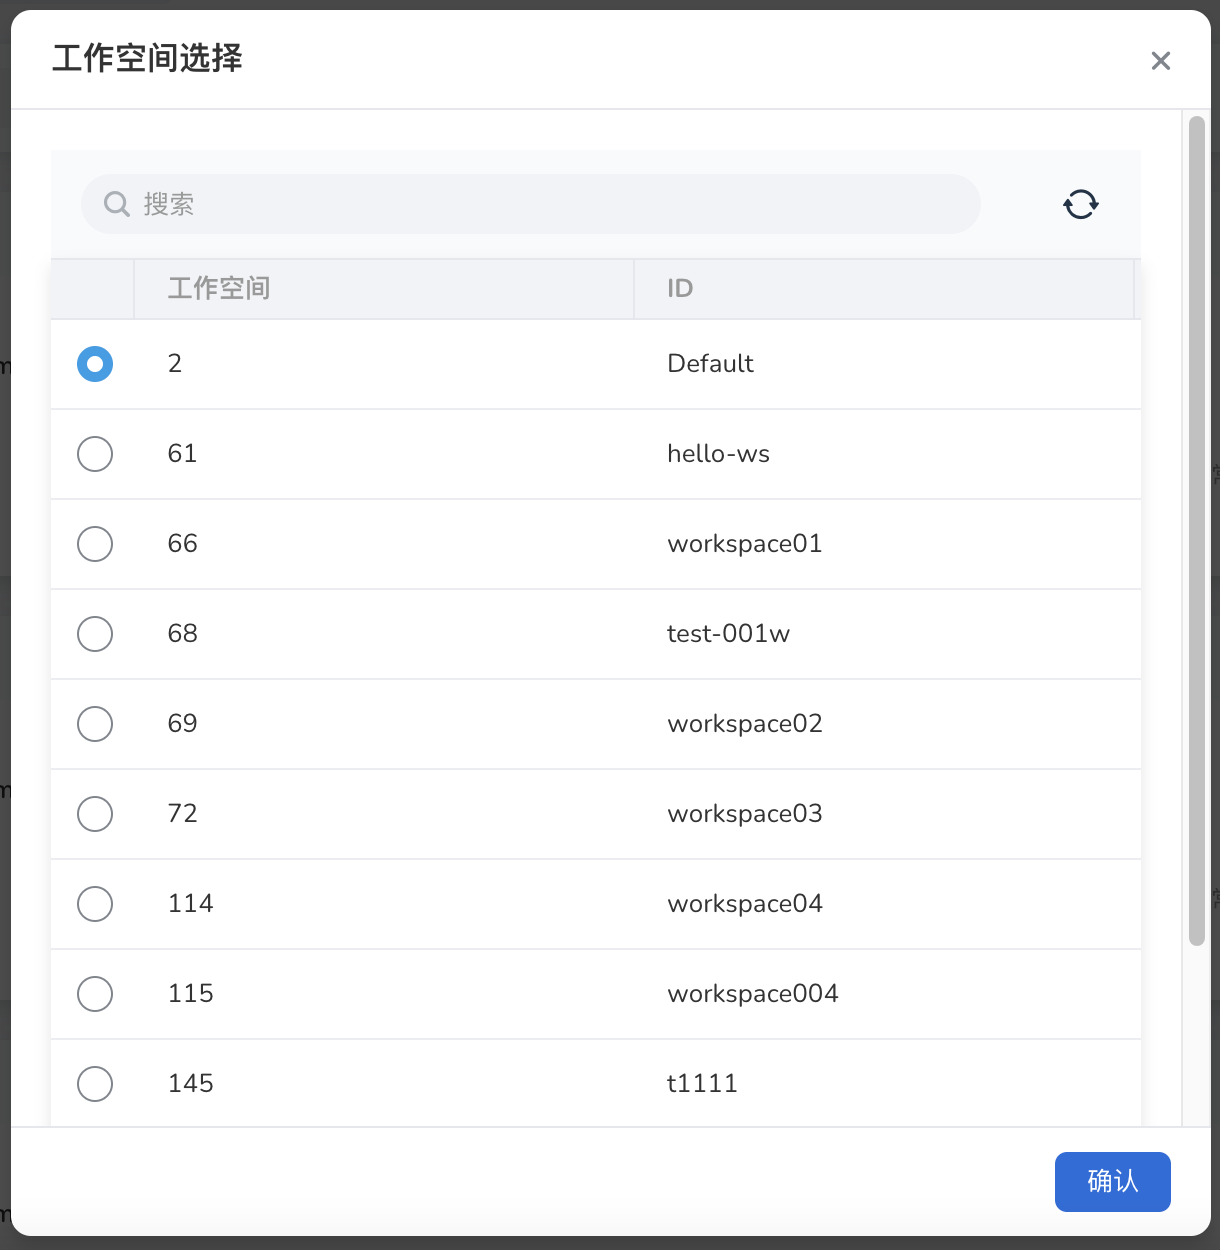 工作空间选择
搜索
工作空间 ID
2 Default
61 hello-ws
66 workspace01
68 test-001w
69 workspace02
72 workspace03
114 workspace04
115 workspace004
145 t1111
确认